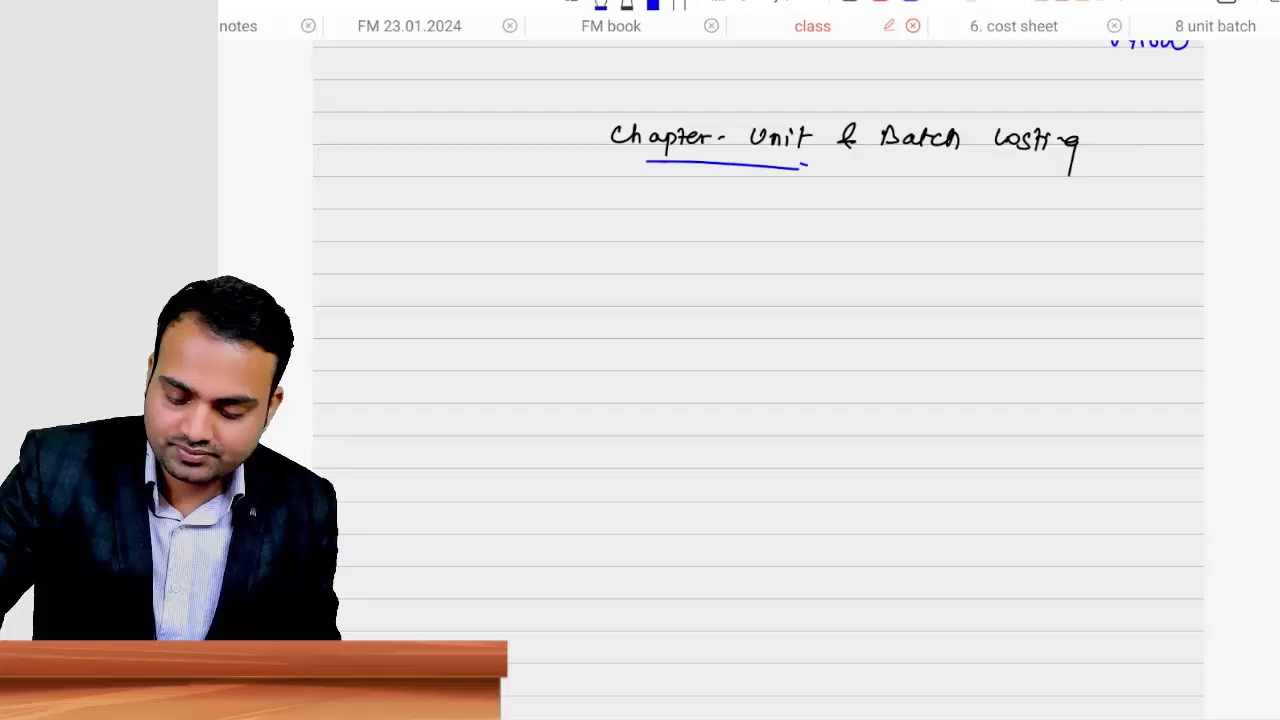 notes FM 23.01.2024 FM book class 6. cost sheet 8 unit batch
Chapter- Unit & Batch Costing